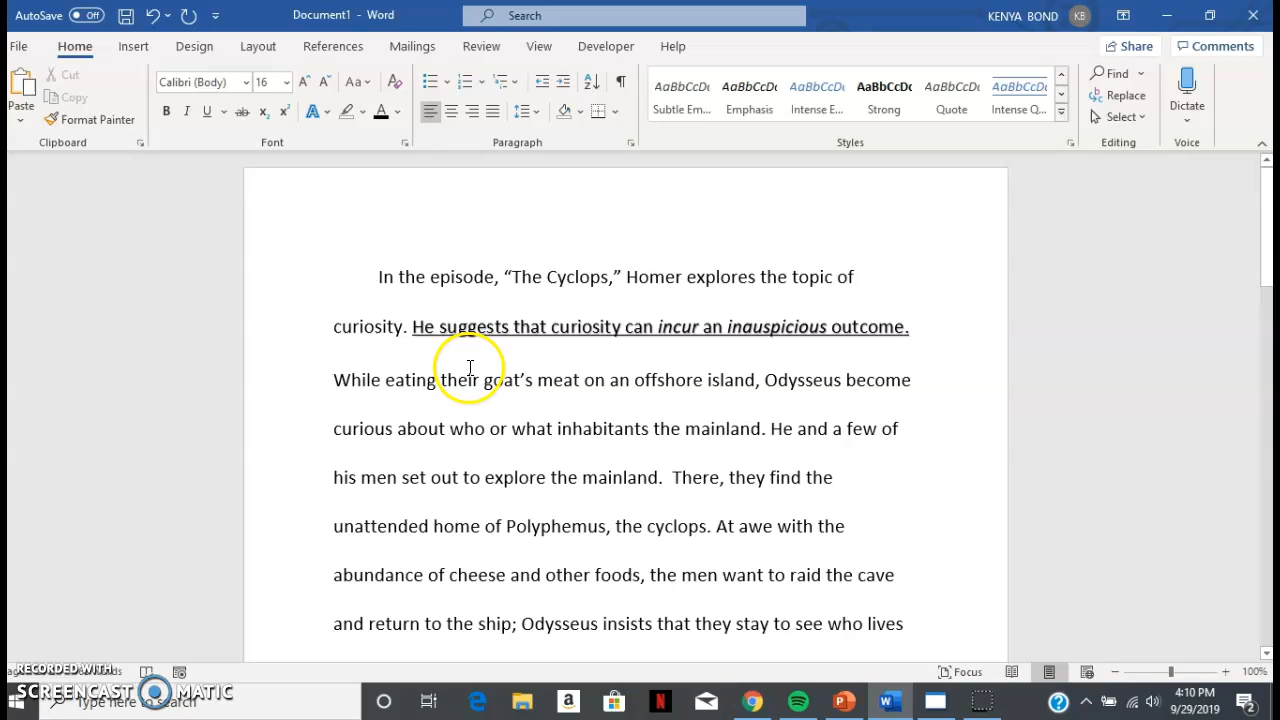 AutoSave Off Document1 - Word Search KENYA BOND KB
File Home Insert Design Layout References Mailings Review View Developer Help Share Comments
Paste Cut Copy Format Painter
Calibri (Body) 16 Aa
B I U ab x₂ x² A A
AaBbCcDc AaBbCcDc AaBbCcDc AaBbCcDc AaBbCcDc AaBbCcDc
Subtle Em... Emphasis Intense E... Strong Quote Intense Q...
Find Replace Select Dictate
Clipboard Font Paragraph Styles Editing Voice
In the episode, “The Cyclops,” Homer explores the topic of
curiosity. He suggests that curiosity can incur an inauspicious outcome.
While eating their goat’s meat on an offshore island, Odysseus become
curious about who or what inhabitants the mainland. He and a few of
his men set out to explore the mainland. There, they find the
unattended home of Polyphemus, the cyclops. At awe with the
abundance of cheese and other foods, the men want to raid the cave
and return to the ship; Odysseus insists that they stay to see who lives
Focus 100%
RECORDED WITH
SCREENCAST MATIC
Type here to search
4:10 PM
9/29/2019
2